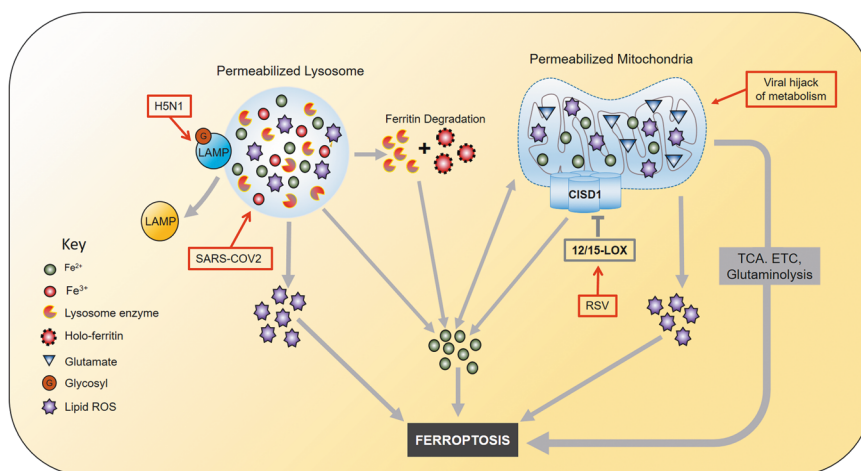 Permeabilized Lysosome
Permeabilized Mitochondria
H5N1
G
LAMP
LAMP
SARS-COV2
Ferritin Degradation
+
Viral hijack
of metabolism
CISD1
12/15-LOX
RSV
TCA. ETC,
Glutaminolysis
Key
Fe²⁺
Fe³⁺
Lysosome enzyme
Holo-ferritin
Glutamate
G Glycosyl
Lipid ROS
FERROPTOSIS